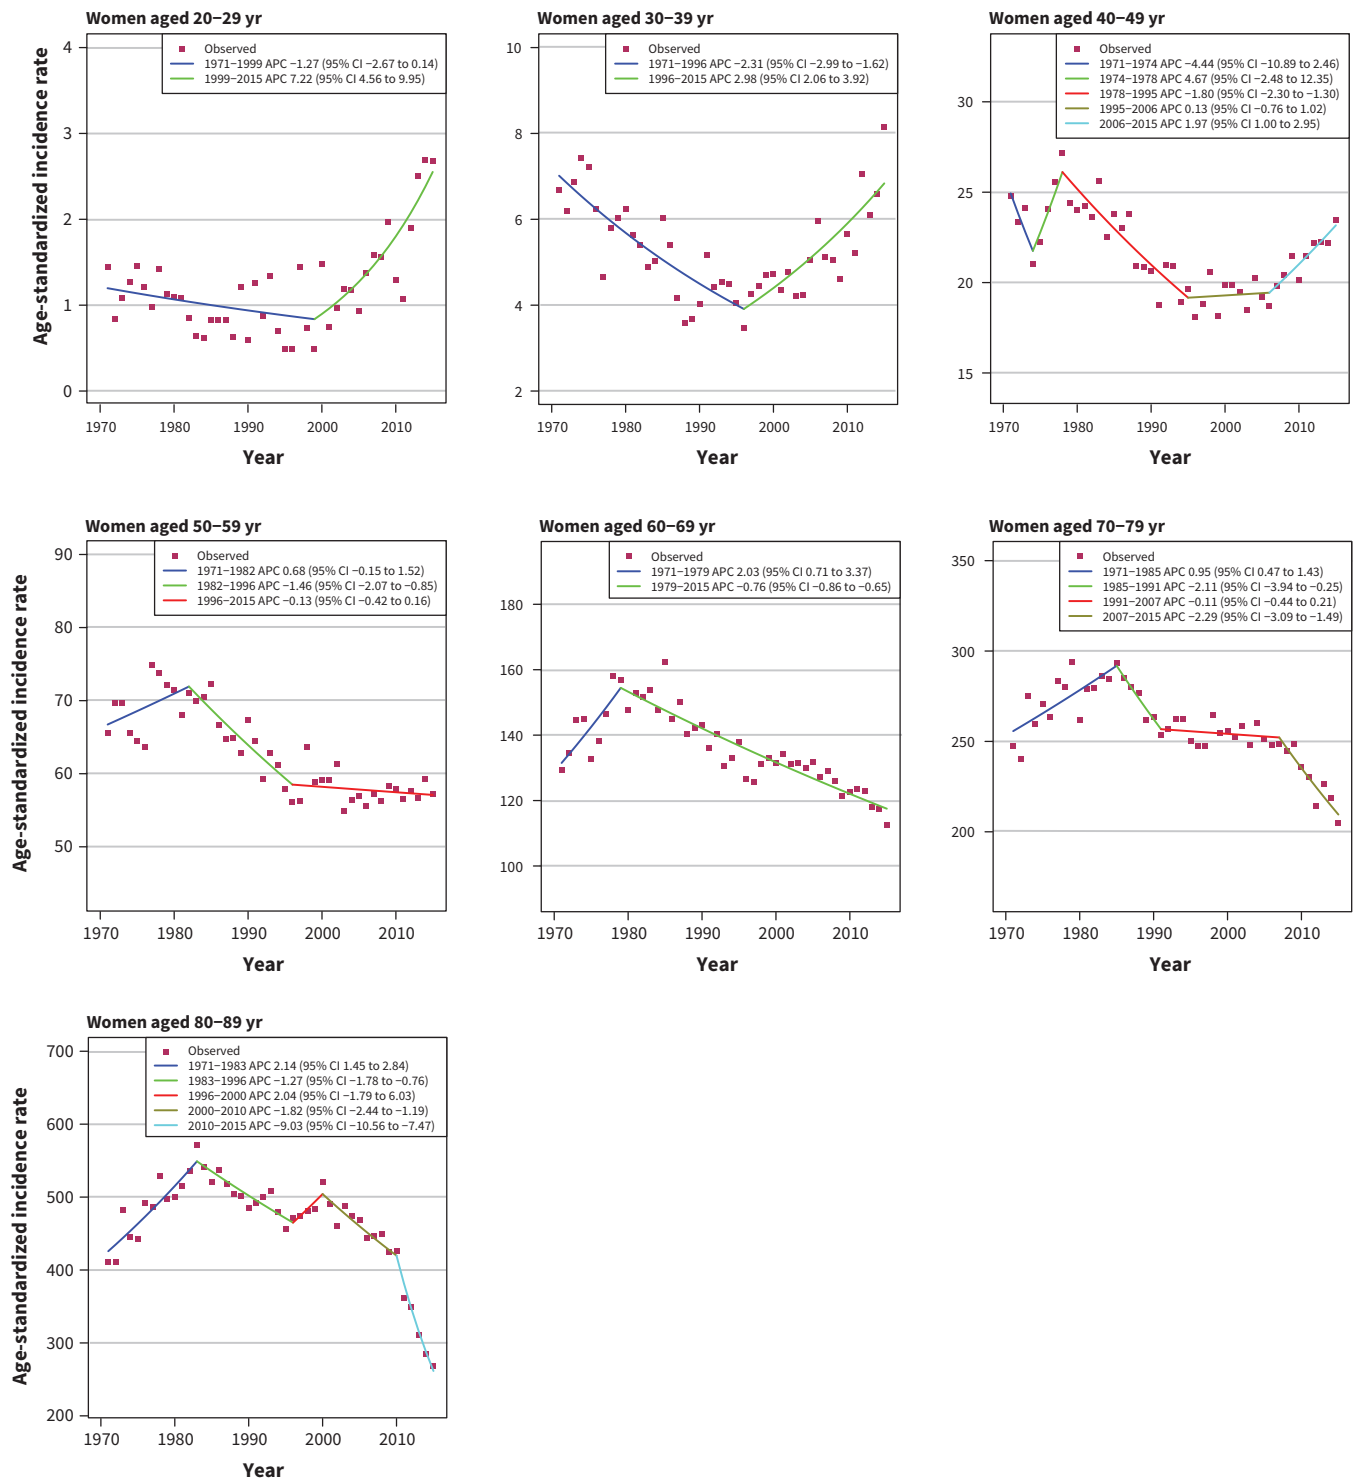 Women aged 20−29 yr
Age-standardized incidence rate
4
3
2
1
0
Observed
1971−1999 APC −1.27 (95% CI −2.67 to 0.14)
1999−2015 APC 7.22 (95% CI 4.56 to 9.95)
1970 1980 1990 2000 2010
Year
Women aged 30−39 yr
10
8
6
4
2
Observed
1971−1996 APC −2.31 (95% CI −2.99 to −1.62)
1996−2015 APC 2.98 (95% CI 2.06 to 3.92)
1970 1980 1990 2000 2010
Year
Women aged 40−49 yr
30
25
20
15
Observed
1971−1974 APC −4.44 (95% CI −10.89 to 2.46)
1974−1978 APC 4.67 (95% CI −2.48 to 12.35)
1978−1995 APC −1.80 (95% CI −2.30 to −1.30)
1995−2006 APC 0.13 (95% CI −0.76 to 1.02)
2006−2015 APC 1.97 (95% CI 1.00 to 2.95)
1970 1980 1990 2000 2010
Year
Women aged 50−59 yr
Age-standardized incidence rate
90
80
70
60
50
Observed
1971−1982 APC 0.68 (95% CI −0.15 to 1.52)
1982−1996 APC −1.46 (95% CI −2.07 to −0.85)
1996−2015 APC −0.13 (95% CI −0.42 to 0.16)
1970 1980 1990 2000 2010
Year
Women aged 60−69 yr
180
160
140
120
100
Observed
1971−1979 APC 2.03 (95% CI 0.71 to 3.37)
1979−2015 APC −0.76 (95% CI −0.86 to −0.65)
1970 1980 1990 2000 2010
Year
Women aged 70−79 yr
350
300
250
200
Observed
1971−1985 APC 0.95 (95% CI 0.47 to 1.43)
1985−1991 APC −2.11 (95% CI −3.94 to −0.25)
1991−2007 APC −0.11 (95% CI −0.44 to 0.21)
2007−2015 APC −2.29 (95% CI −3.09 to −1.49)
1970 1980 1990 2000 2010
Year
Women aged 80−89 yr
Age-standardized incidence rate
700
600
500
400
300
200
Observed
1971−1983 APC 2.14 (95% CI 1.45 to 2.84)
1983−1996 APC −1.27 (95% CI −1.78 to −0.76)
1996−2000 APC 2.04 (95% CI −1.79 to 6.03)
2000−2010 APC −1.82 (95% CI −2.44 to −1.19)
2010−2015 APC −9.03 (95% CI −10.56 to −7.47)
1970 1980 1990 2000 2010
Year